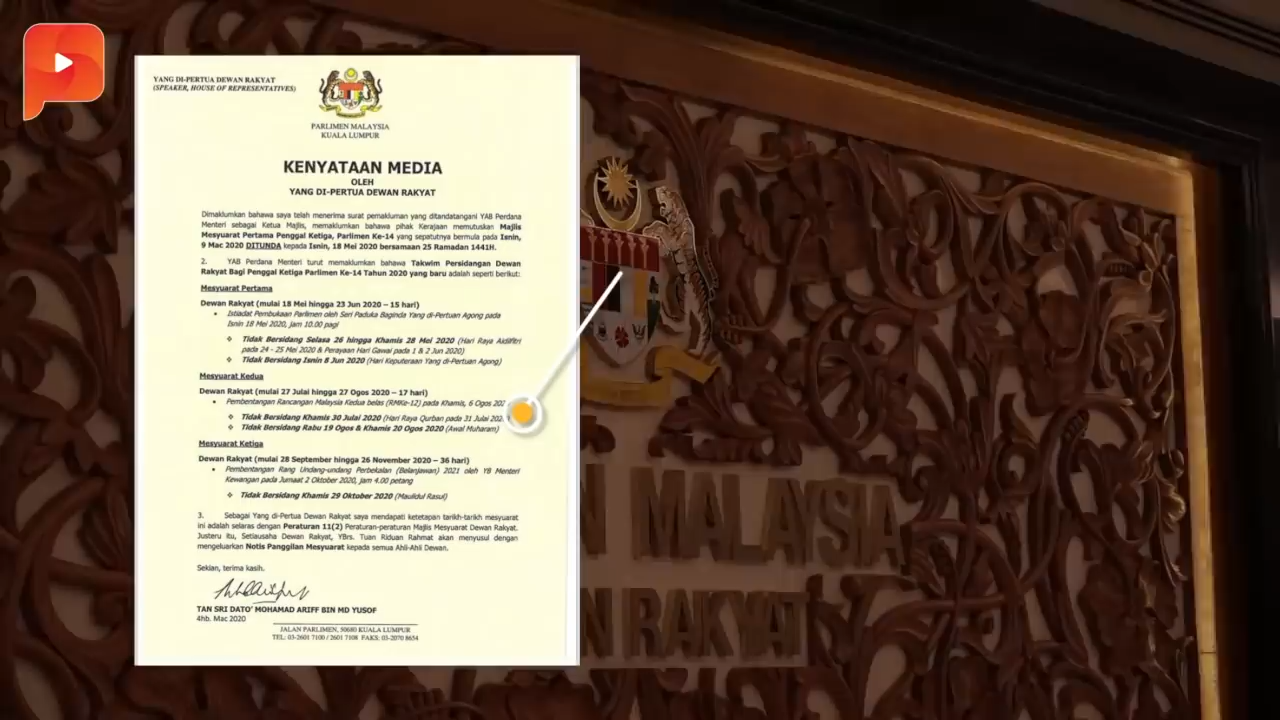 YANG DI-PERTUA DEWAN RAKYAT
(SPEAKER, HOUSE OF REPRESENTATIVES)
PARLIMEN MALAYSIA
KUALA LUMPUR
KENYATAAN MEDIA
OLEH
YANG DI-PERTUA DEWAN RAKYAT
Dimaklumkan bahawa saya telah menerima surat pemakluman yang ditandatangani YAB Perdana
Menteri sebagai Ketua Majlis, memaklumkan bahawa pihak Kerajaan memutuskan Majlis
Mesyuarat Pertama Penggal Ketiga, Parlimen Ke-14 yang sepatutnya bermula pada Isnin,
9 Mac 2020 DITUNDA kepada Isnin, 18 Mei 2020 bersamaan 25 Ramadan 1441H.
2. YAB Perdana Menteri turut memaklumkan bahawa Takwim Persidangan Dewan
Rakyat Bagi Penggal Ketiga Parlimen Ke-14 Tahun 2020 yang baru adalah seperti berikut:
Mesyuarat Pertama
Dewan Rakyat (mulai 18 Mei hingga 23 Jun 2020 – 15 hari)
• Istiadat Pembukaan Parlimen oleh Seri Paduka Baginda Yang di-Pertuan Agong pada
Isnin 18 Mei 2020, jam 10.00 pagi
❖ Tidak Bersidang Selasa 26 hingga Khamis 28 Mei 2020 (Hari Raya Aidilfitri
pada 24 - 25 Mei 2020 & Perayaan Hari Gawai pada 1 & 2 Jun 2020)
❖ Tidak Bersidang Isnin 8 Jun 2020 (Hari Keputeraan Yang di-Pertuan Agong)
Mesyuarat Kedua
Dewan Rakyat (mulai 27 Julai hingga 27 Ogos 2020 – 17 hari)
• Pembentangan Rancangan Malaysia Kedua belas (RMKe-12) pada Khamis, 6 Ogos 202
❖ Tidak Bersidang Khamis 30 Julai 2020 (Hari Raya Qurban pada 31 Julai 202
❖ Tidak Bersidang Rabu 19 Ogos & Khamis 20 Ogos 2020 (Awal Muharam)
Mesyuarat Ketiga
Dewan Rakyat (mulai 28 September hingga 26 November 2020 – 36 hari)
• Pembentangan Rang Undang-undang Perbekalan (Belanjawan) 2021 oleh YB Menteri
Kewangan pada Jumaat 2 Oktober 2020, jam 4.00 petang
❖ Tidak Bersidang Khamis 29 Oktober 2020 (Maulidul Rasul)
3. Sebagai Yang di-Pertua Dewan Rakyat saya mendapati ketetapan tarikh-tarikh mesyuarat
ini adalah selaras dengan Peraturan 11(2) Peraturan-peraturan Majlis Mesyuarat Dewan Rakyat.
Justeru itu, Setiausaha Dewan Rakyat, YBrs. Tuan Riduan Rahmat akan menyusul dengan
mengeluarkan Notis Panggilan Mesyuarat kepada semua Ahli-Ahli Dewan.
Sekian, terima kasih.
TAN SRI DATO' MOHAMAD ARIFF BIN MD YUSOF
4hb. Mac 2020
JALAN PARLIMEN, 50680 KUALA LUMPUR
TEL: 03-2601 7100 / 2601 7108 FAKS: 03-2070 8654
N MALAYSIA
N RAKYAT